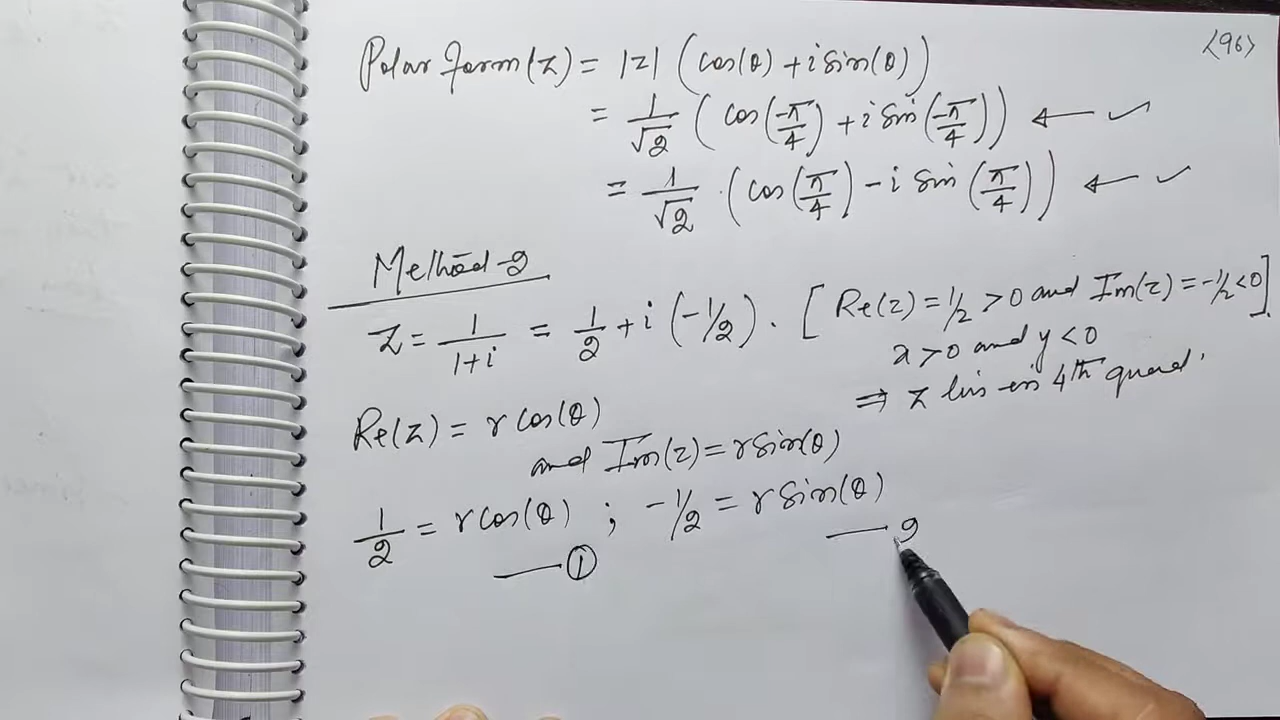 <96>
Polar Form(z) = |z| (cos(θ) + i sin(θ))
= 1/√2 (cos(-π/4) + i sin(-π/4)) ← ✓
= 1/√2 · (cos(π/4) - i sin(π/4)) ← ✓
Method-2
z = 1/1+i = 1/2 + i (-1/2) . [Re(z) = 1/2 > 0 and Im(z) = -1/2 < 0].
x > 0 and y < 0
⇒ z lies in 4th quad.
Re(z) = r cos(θ)
and Im(z) = r sin(θ)
1/2 = r cos(θ) ; -1/2 = r sin(θ)
— ① — 2